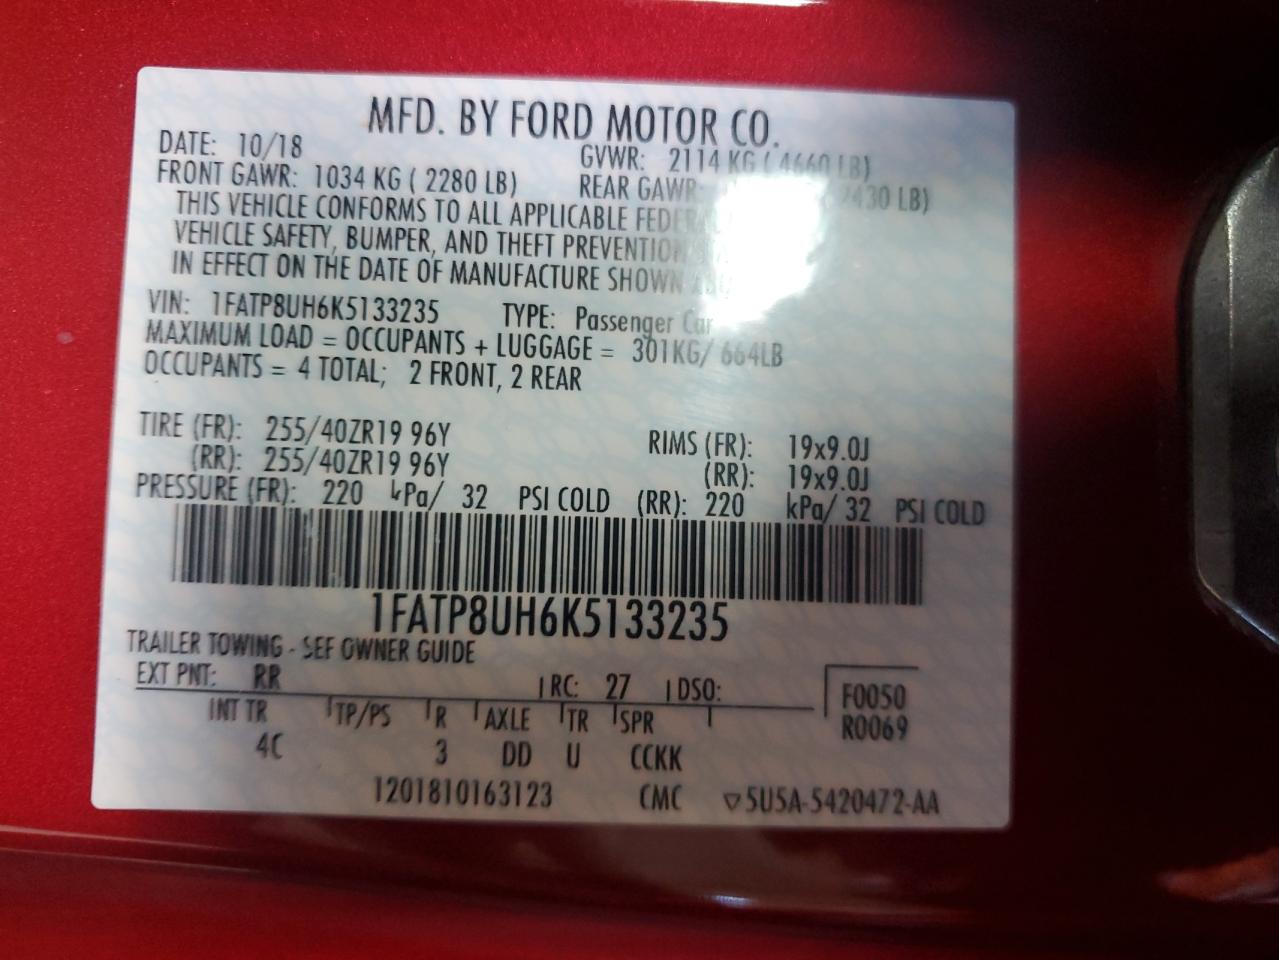 MFD. BY FORD MOTOR CO.
DATE: 10/18 GVWR: 2114 KG ( 4660 LB)
FRONT GAWR: 1034 KG ( 2280 LB) REAR GAWR: 2430 LB)
THIS VEHICLE CONFORMS TO ALL APPLICABLE FEDERAL
VEHICLE SAFETY, BUMPER, AND THEFT PREVENTION
IN EFFECT ON THE DATE OF MANUFACTURE SHOWN
VIN: 1FATP8UH6K5133235 TYPE: Passenger Car
MAXIMUM LOAD = OCCUPANTS + LUGGAGE = 301KG/ 664LB
OCCUPANTS = 4 TOTAL; 2 FRONT, 2 REAR
TIRE (FR): 255/40ZR19 96Y RIMS (FR): 19x9.0J
(RR): 255/40ZR19 96Y (RR): 19x9.0J
PRESSURE (FR): 220 kPa/ 32 PSI COLD (RR): 220 kPa/ 32 PSI COLD
1FATP8UH6K5133235
TRAILER TOWING - SEE OWNER GUIDE
EXT PNT: RR RC: 27 DSO: F0050
INT TR TP/PS R AXLE TR SPR R0069
4C 3 DD U CCKK
1201810163123 CMC ▽5U5A-5420472-AA